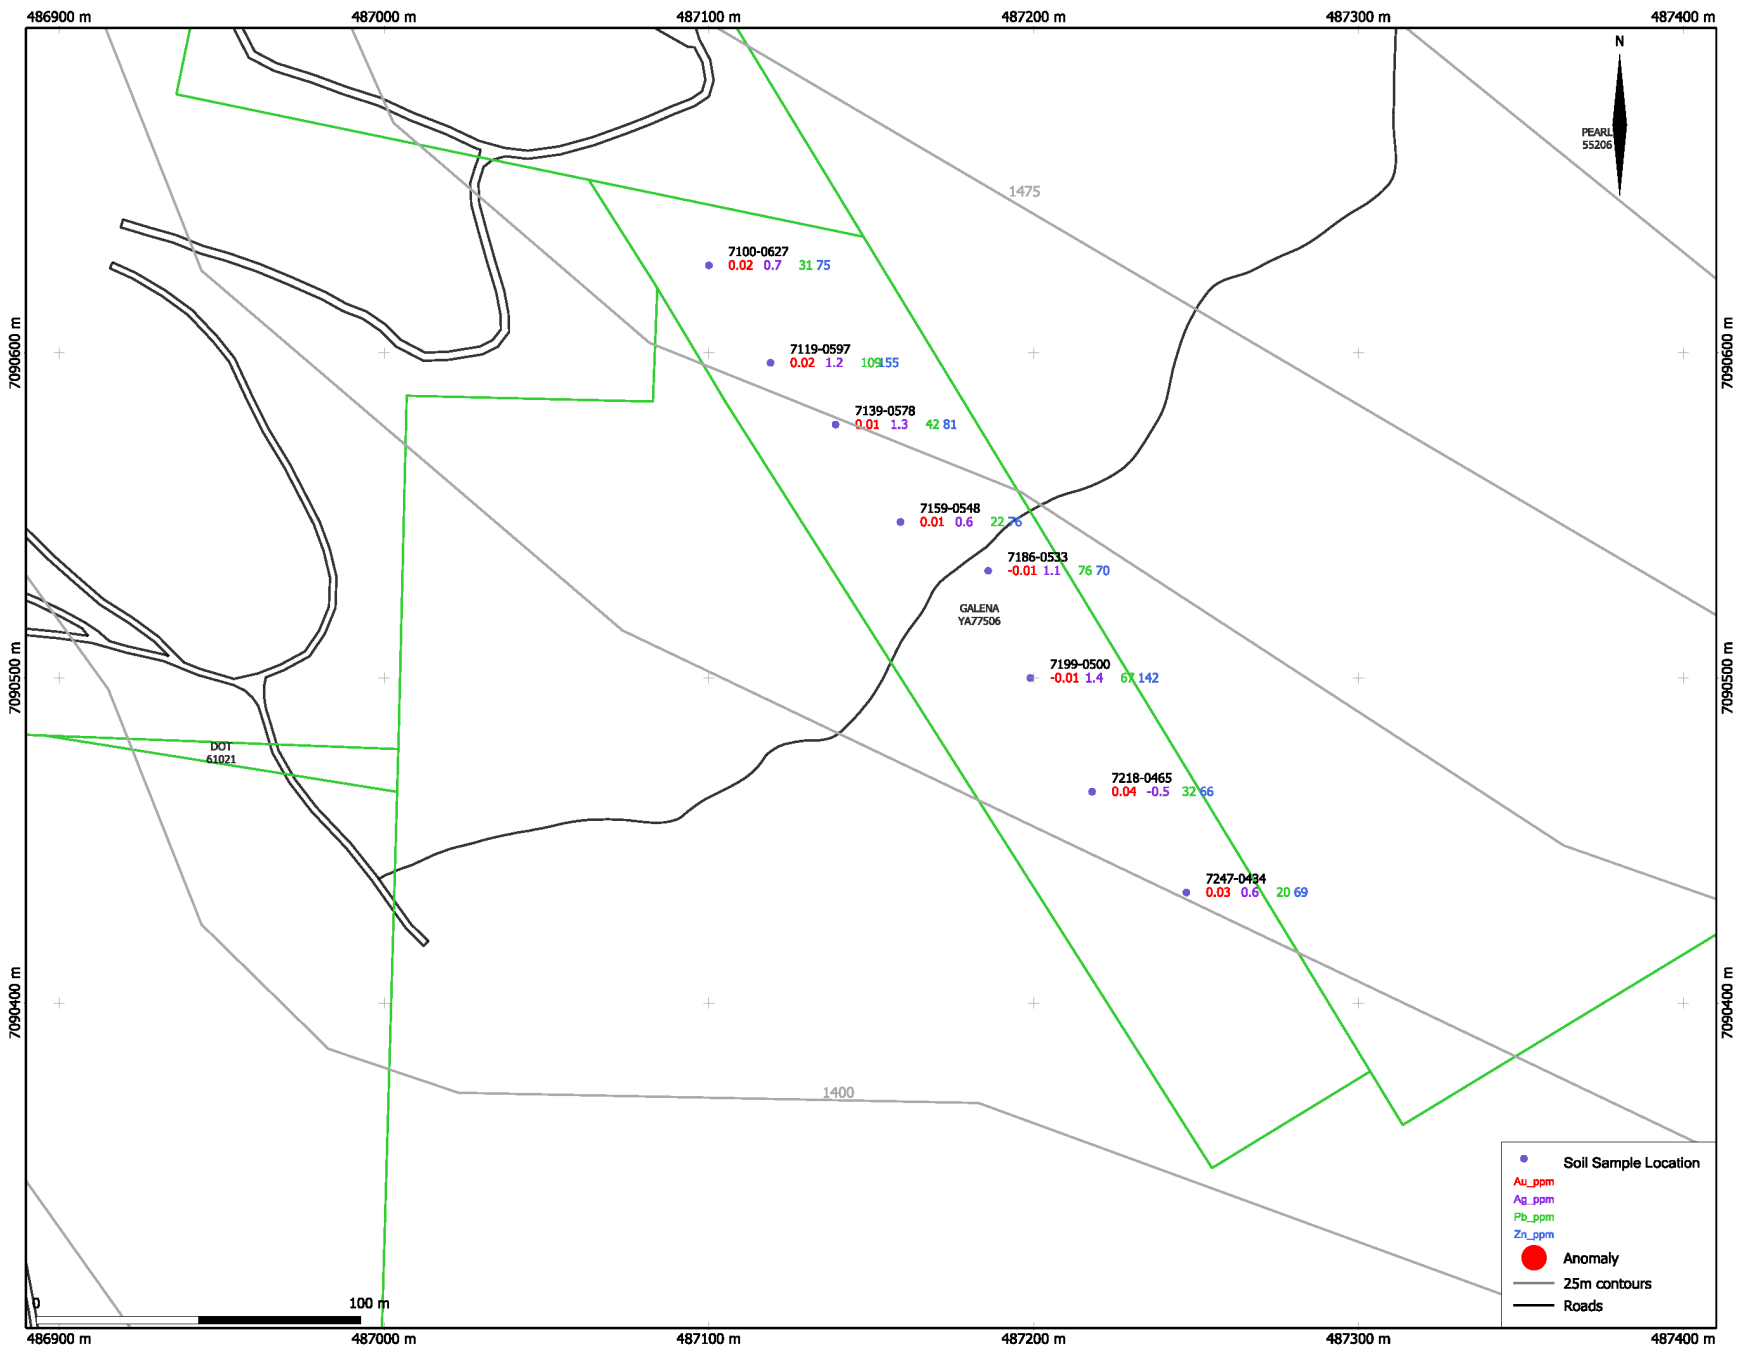 486900 m 487000 m 487100 m 487200 m 487300 m 487400 m
N
PEARL
55206
1475
7100-0627
0.02 0.7 31 75
7090600 m
7090600 m
7119-0597
0.02 1.2 109 155
7139-0578
0.01 1.3 42 81
7159-0548
0.01 0.6 22 76
7186-0533
-0.01 1.1 76 70
GALENA
YA77506
7090500 m
7090500 m
7199-0500
-0.01 1.4 67 142
DOT
61021
7218-0465
0.04 -0.5 32 66
7247-0434
0.03 0.6 20 69
7090400 m
7090400 m
1400
Soil Sample Location
Au_ppm
Ag_ppm
Pb_ppm
Zn_ppm
Anomaly
25m contours
Roads
0 100 m
486900 m 487000 m 487100 m 487200 m 487300 m 487400 m